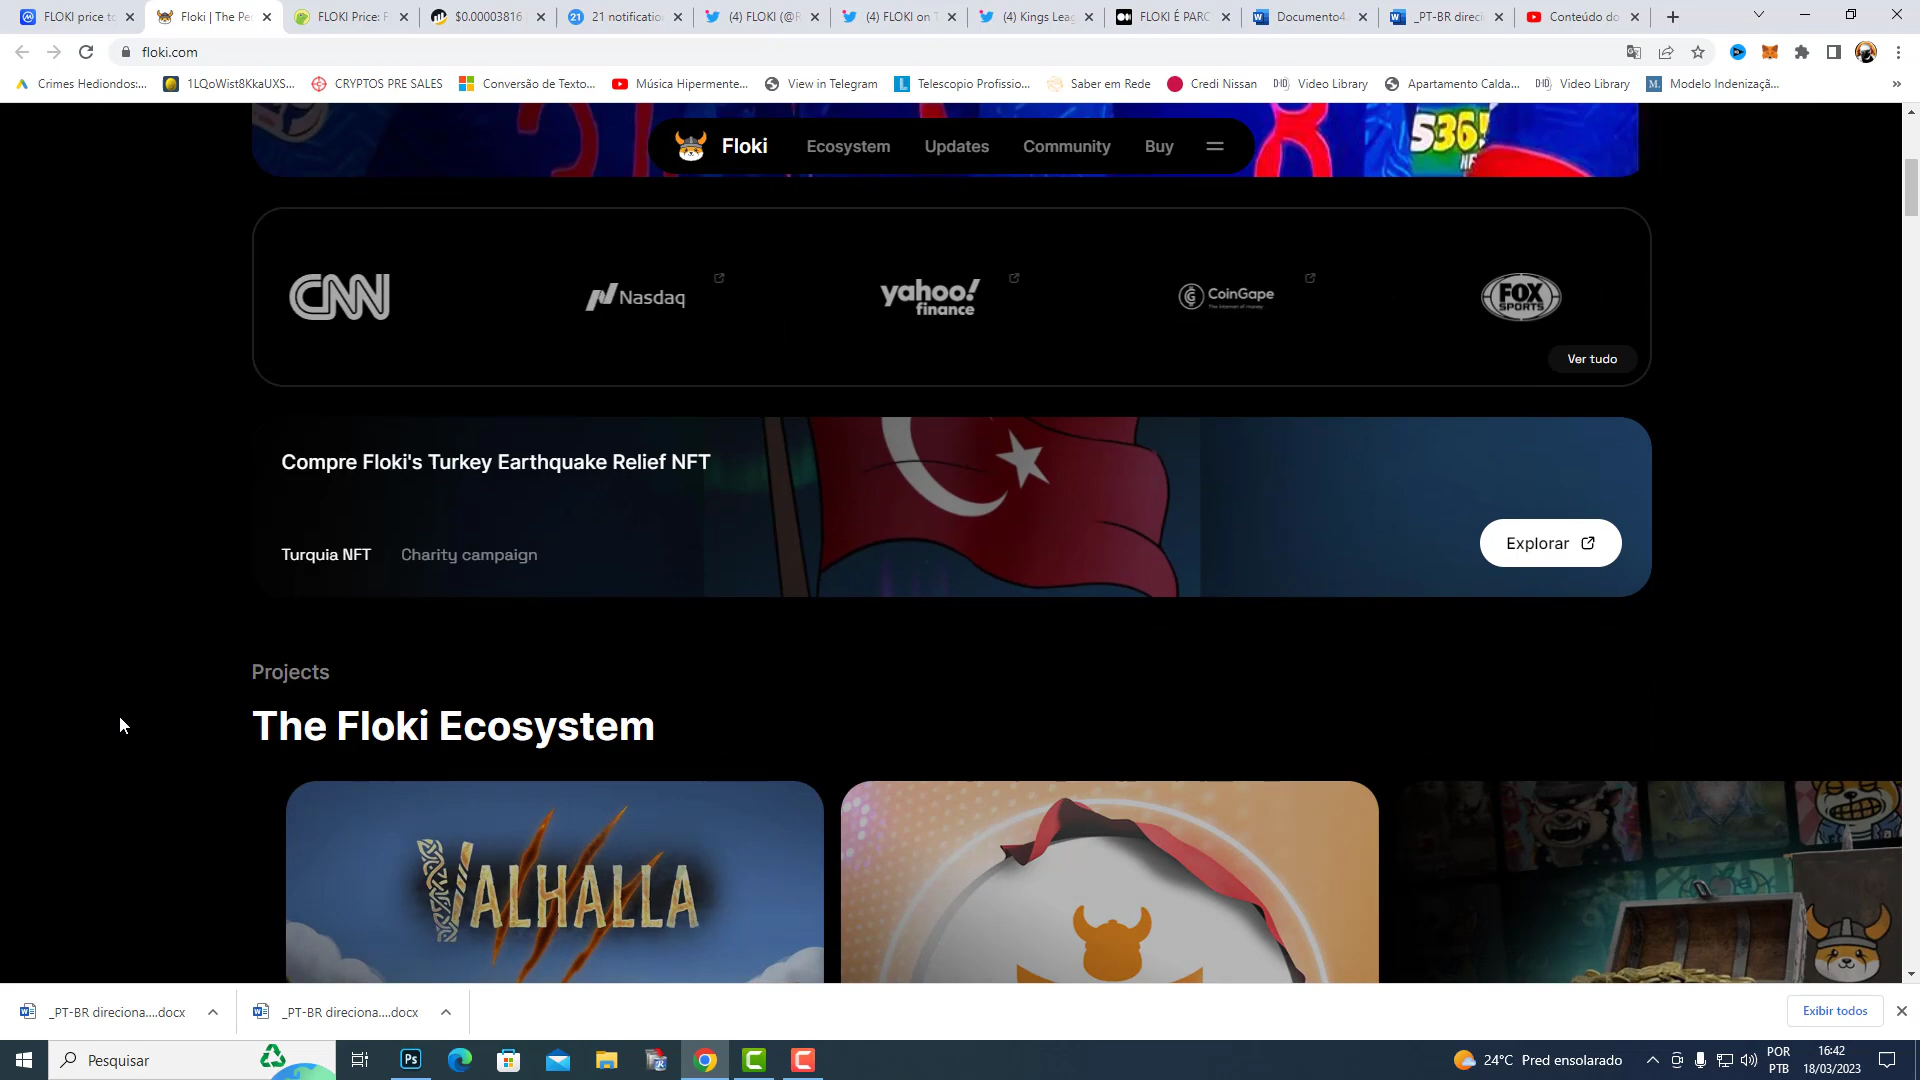 FLOKI price to
Floki | The Pe
FLOKI Price: F
$0.00003816
21 notificatio
(4) FLOKI (@R
(4) FLOKI on T
(4) Kings Leag
FLOKI É PARC
Documento4.
_PT-BR direci
Conteúdo do
floki.com
Crimes Hediondos:...
1LQoWist8KkaUXS...
CRYPTOS PRE SALES
Conversão de Texto...
Música Hipermente...
View in Telegram
Telescopio Profissio...
Saber em Rede
Credi Nissan
Video Library
Apartamento Calda...
Video Library
Modelo Indenizaçã...
Floki
Ecosystem
Updates
Community
Buy
CNN
Nasdaq
yahoo!
finance
CoinGape
FOX
SPORTS
Ver tudo
Compre Floki's Turkey Earthquake Relief NFT
Turquia NFT
Charity campaign
Explorar
Projects
The Floki Ecosystem
VALHALLA
_PT-BR direciona....docx
_PT-BR direciona....docx
Exibir todos
Pesquisar
Ps
24°C Pred ensolarado
POR
PTB
16:42
18/03/2023